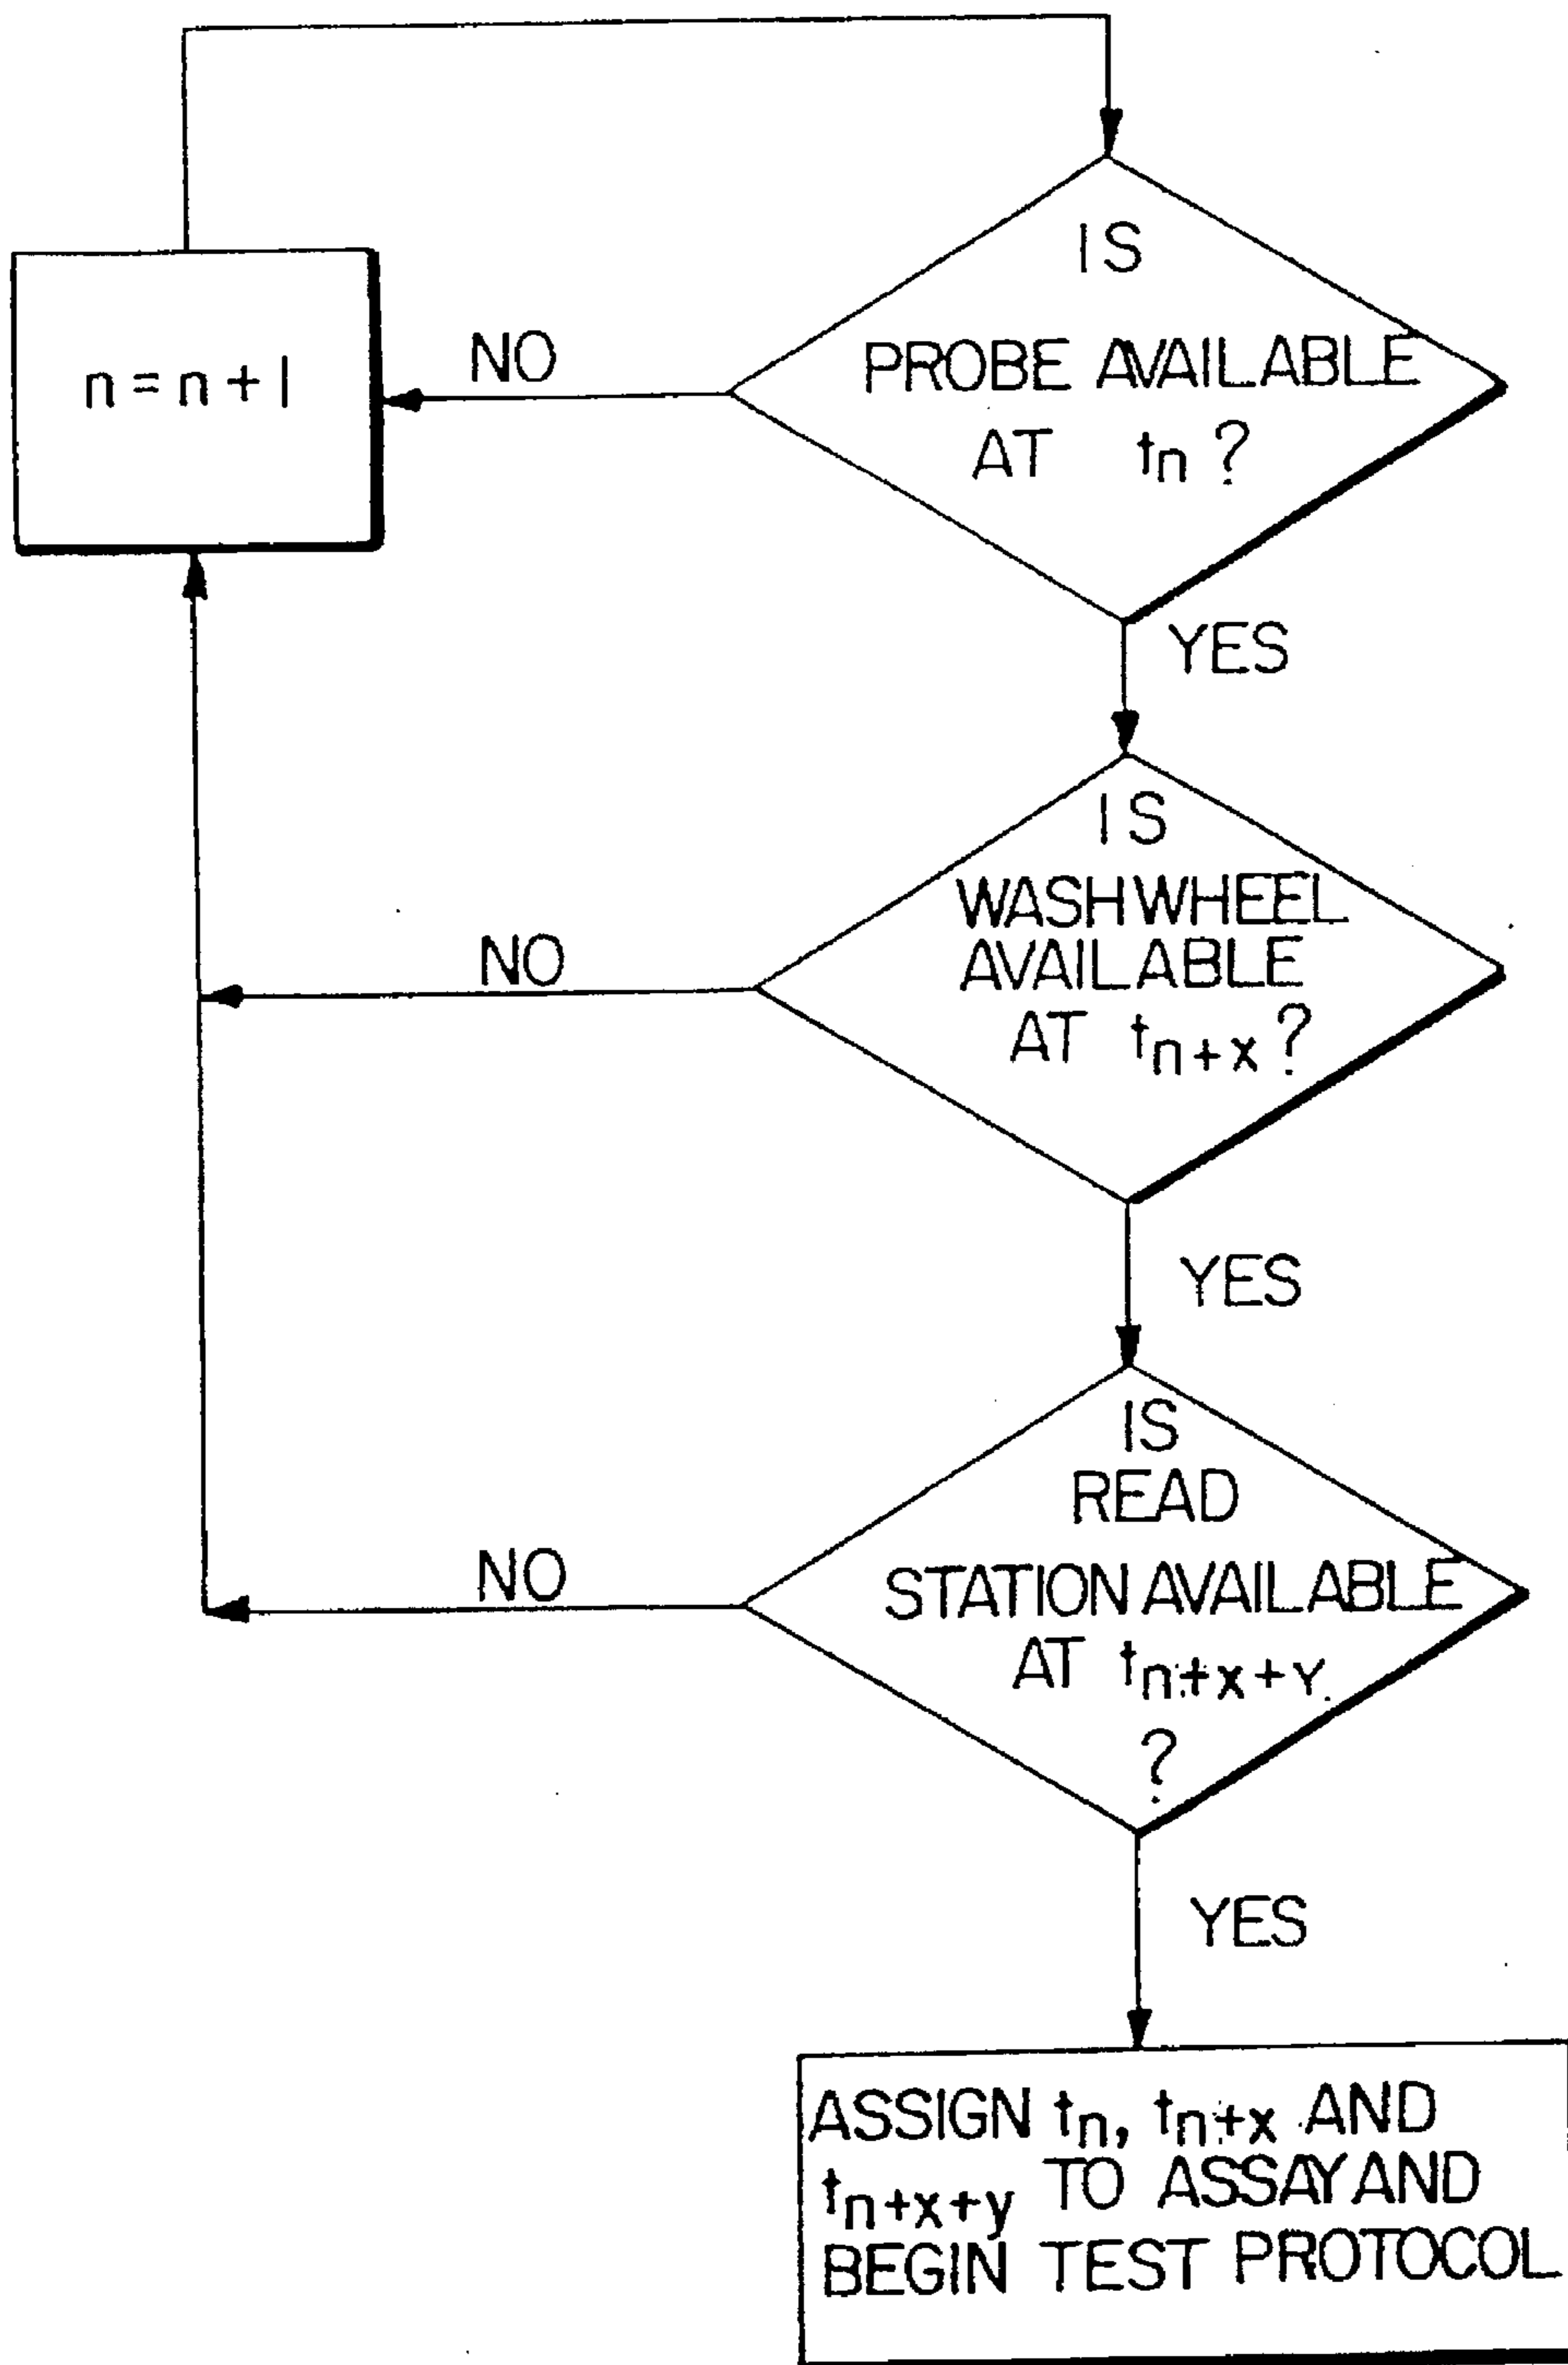 IS
PROBE AVAILABLE
AT tn ?
n = n + 1
NO
YES
IS
WASH WHEEL
AVAILABLE
AT tn+x ?
NO
YES
IS
READ
STATION AVAILABLE
AT tn+x+Y
?
NO
YES
ASSIGN tn, tn+x AND
tn+x+y TO ASSAY AND
BEGIN TEST PROTOCOL